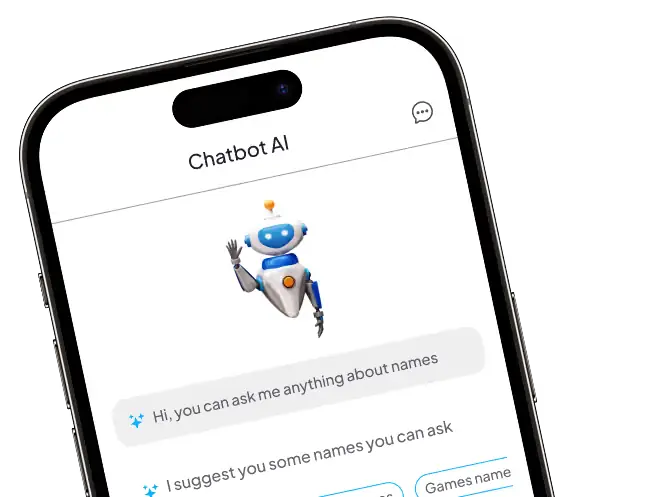 Chatbot AI
Hi, you can ask me anything about names
I suggest you some names you can ask
Games name